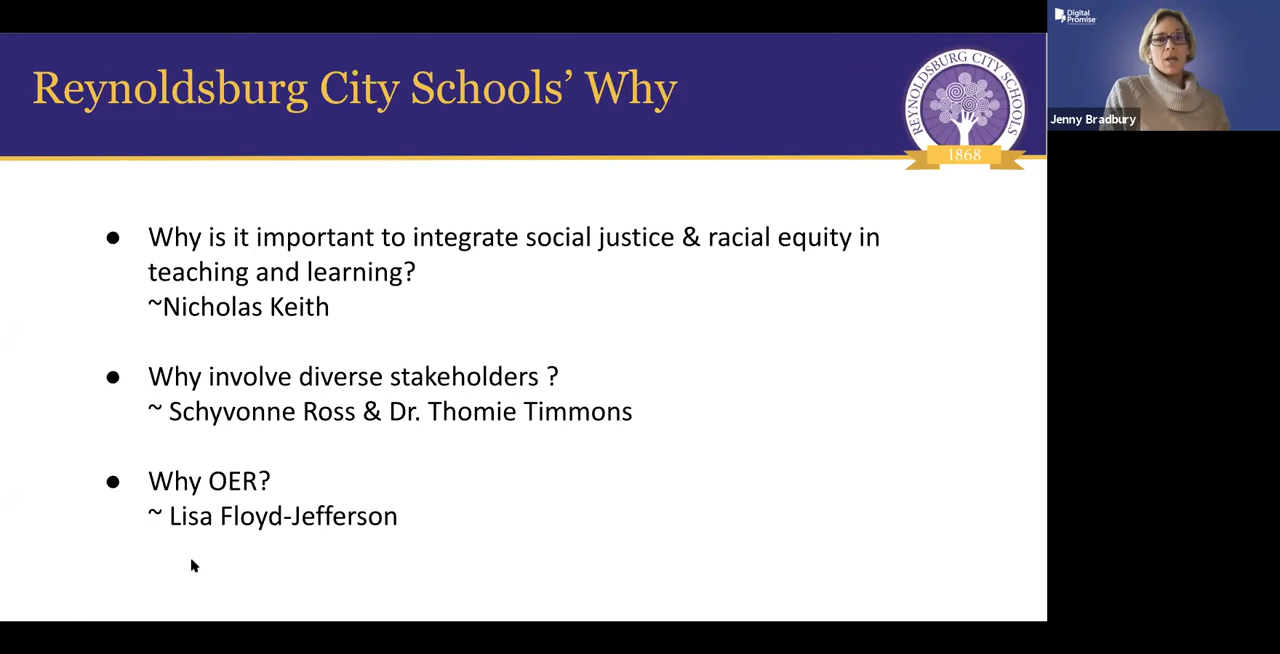 Reynoldsburg City Schools' Why
REYNOLDSBURG CITY SCHOOLS
1868
Digital
Promise
Jenny Bradbury
● Why is it important to integrate social justice & racial equity in
teaching and learning?
~Nicholas Keith
● Why involve diverse stakeholders ?
~ Schyvonne Ross & Dr. Thomie Timmons
● Why OER?
~ Lisa Floyd-Jefferson